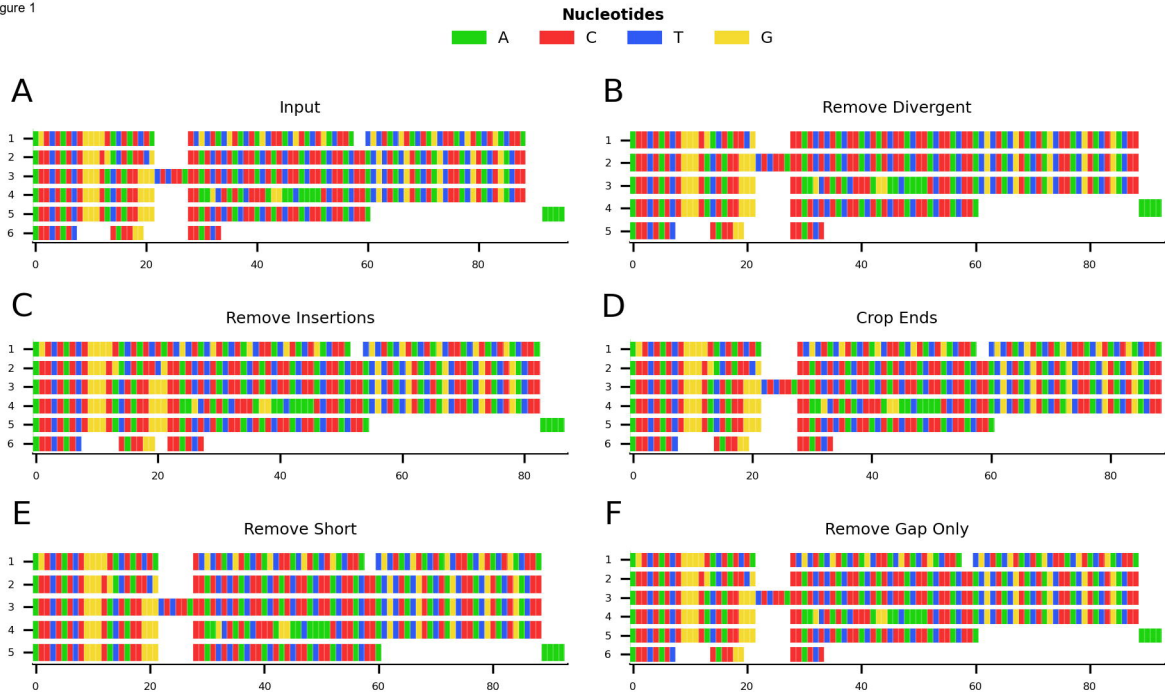 gure 1
Nucleotides
A C T G
A B
Input Remove Divergent
1
2
3
4
5
6
0 20 40 60 80
1
2
3
4
5
0 20 40 60 80
C D
Remove Insertions Crop Ends
1
2
3
4
5
6
0 20 40 60 80
1
2
3
4
5
6
0 20 40 60 80
E F
Remove Short Remove Gap Only
1
2
3
4
5
0 20 40 60 80
1
2
3
4
5
6
0 20 40 60 80